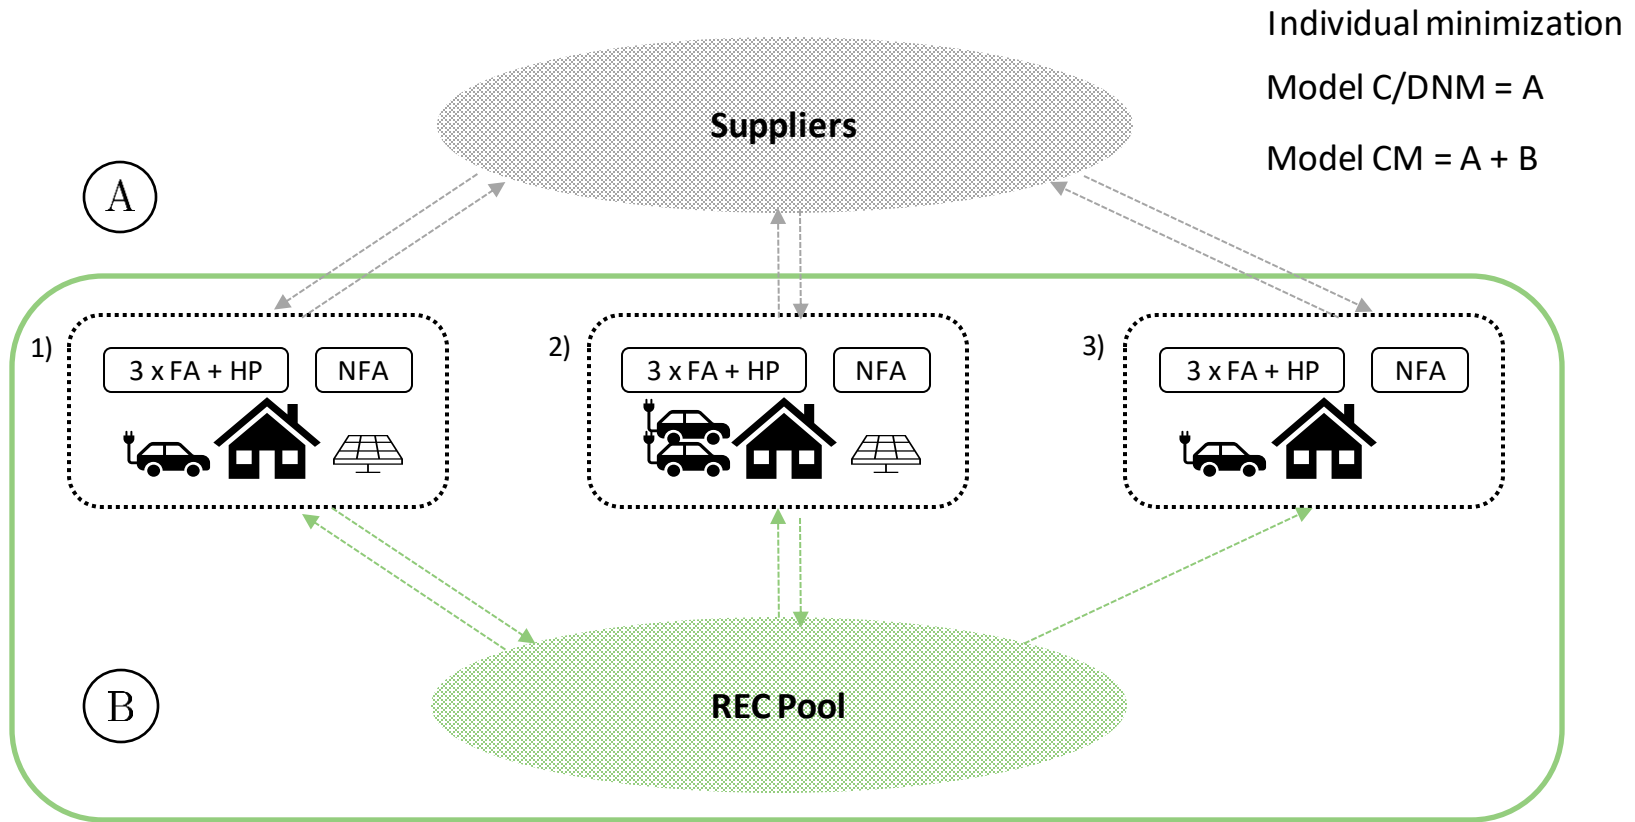 Individual minimization
Model C/DNM = A
Model CM = A + B
Suppliers
A
1)
3 x FA + HP
NFA
2)
3 x FA + HP
NFA
3)
3 x FA + HP
NFA
B
REC Pool